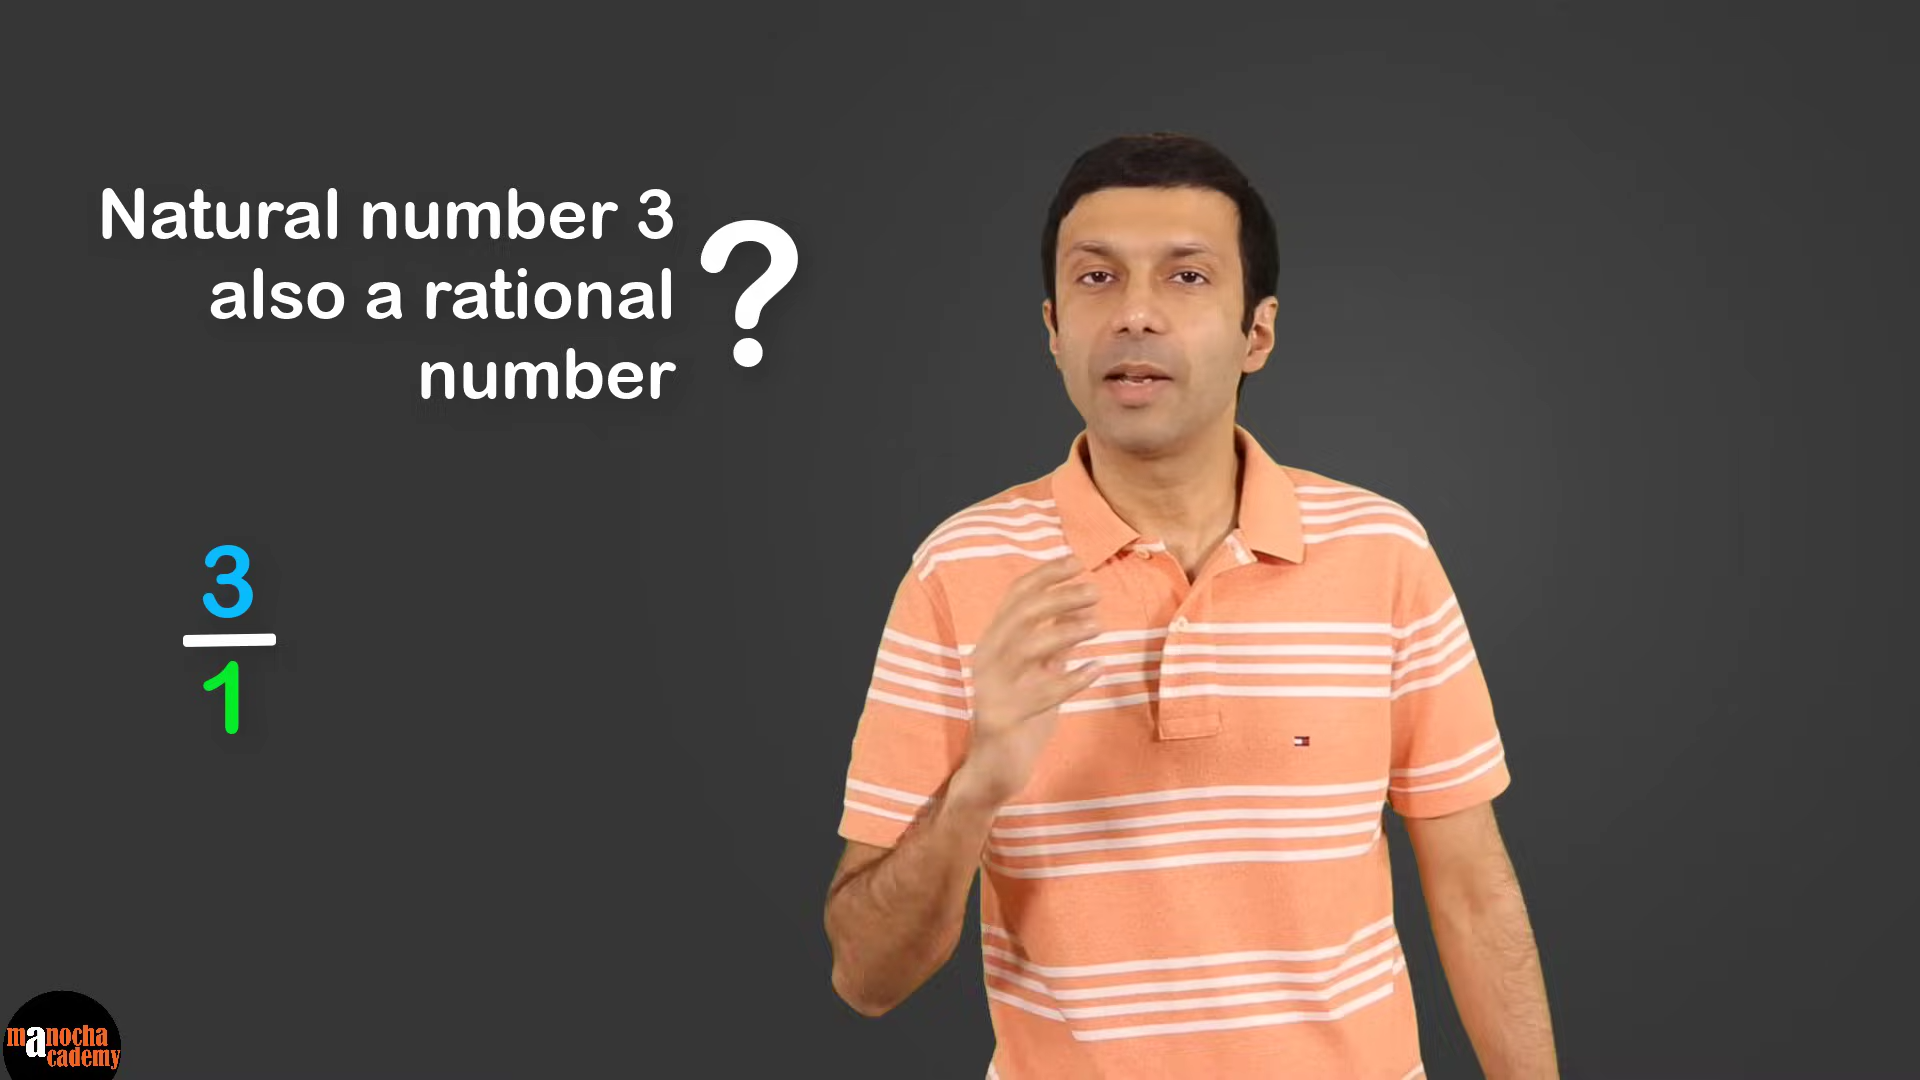 Natural number 3
also a rational
number
?
3
1
manocha
academy